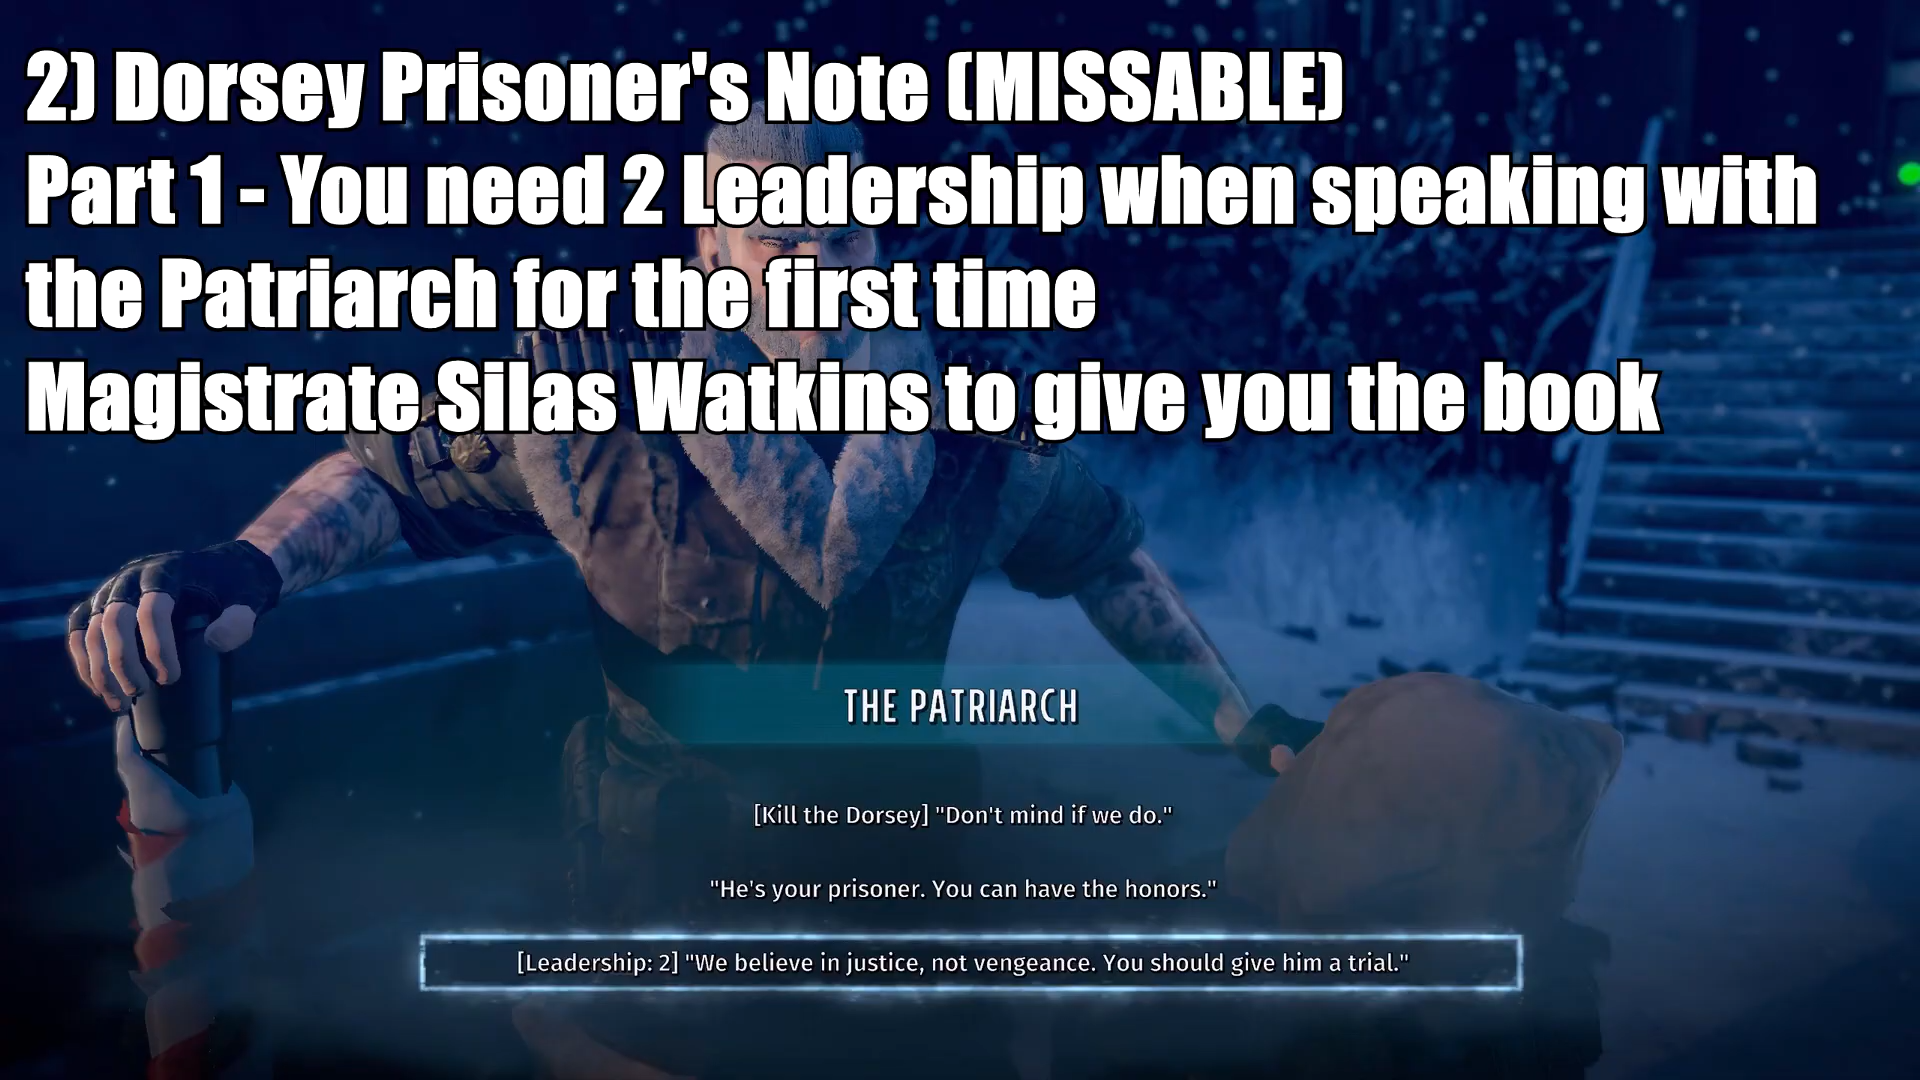 2) Dorsey Prisoner's Note (MISSABLE)
Part 1 - You need 2 Leadership when speaking with
the Patriarch for the first time
Magistrate Silas Watkins to give you the book
THE PATRIARCH
[Kill the Dorsey] "Don't mind if we do."
"He's your prisoner. You can have the honors."
[Leadership: 2] "We believe in justice, not vengeance. You should give him a trial."